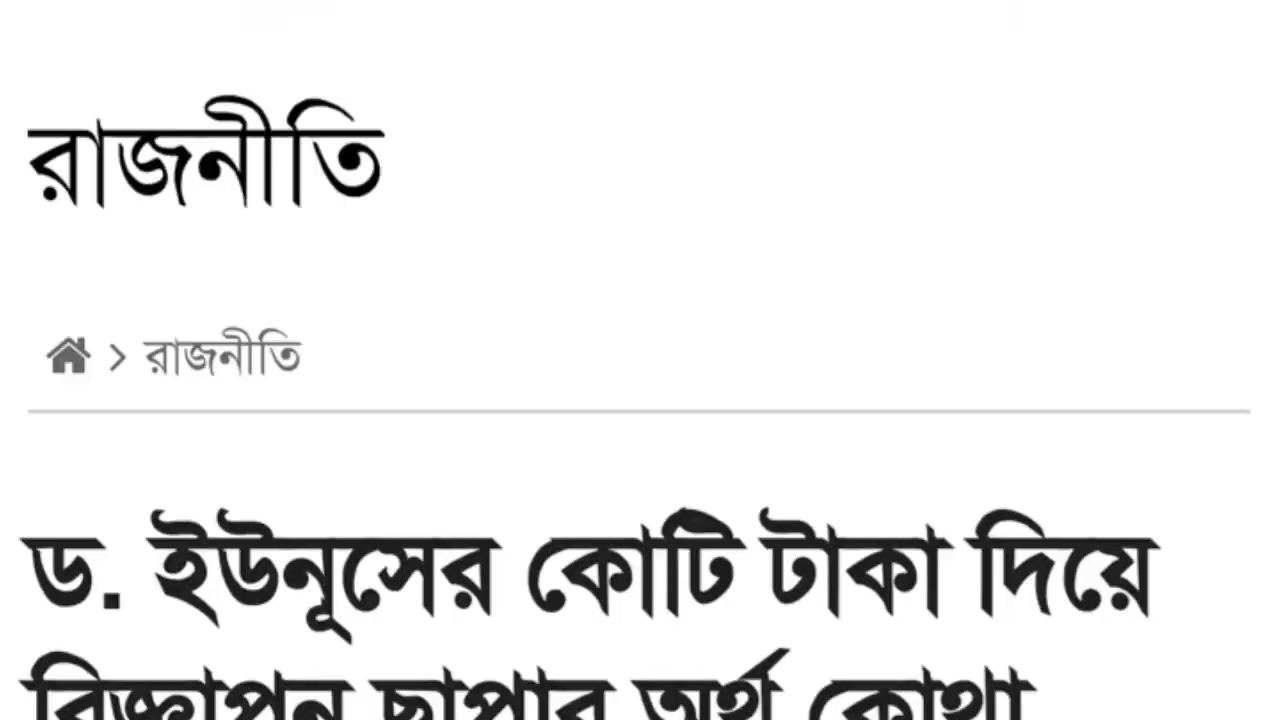 রাজনীতি
> রাজনীতি
ড. ইউনূসের কোটি টাকা দিয়ে
বিজ্ঞাপন ছাপার অর্থ কোথা